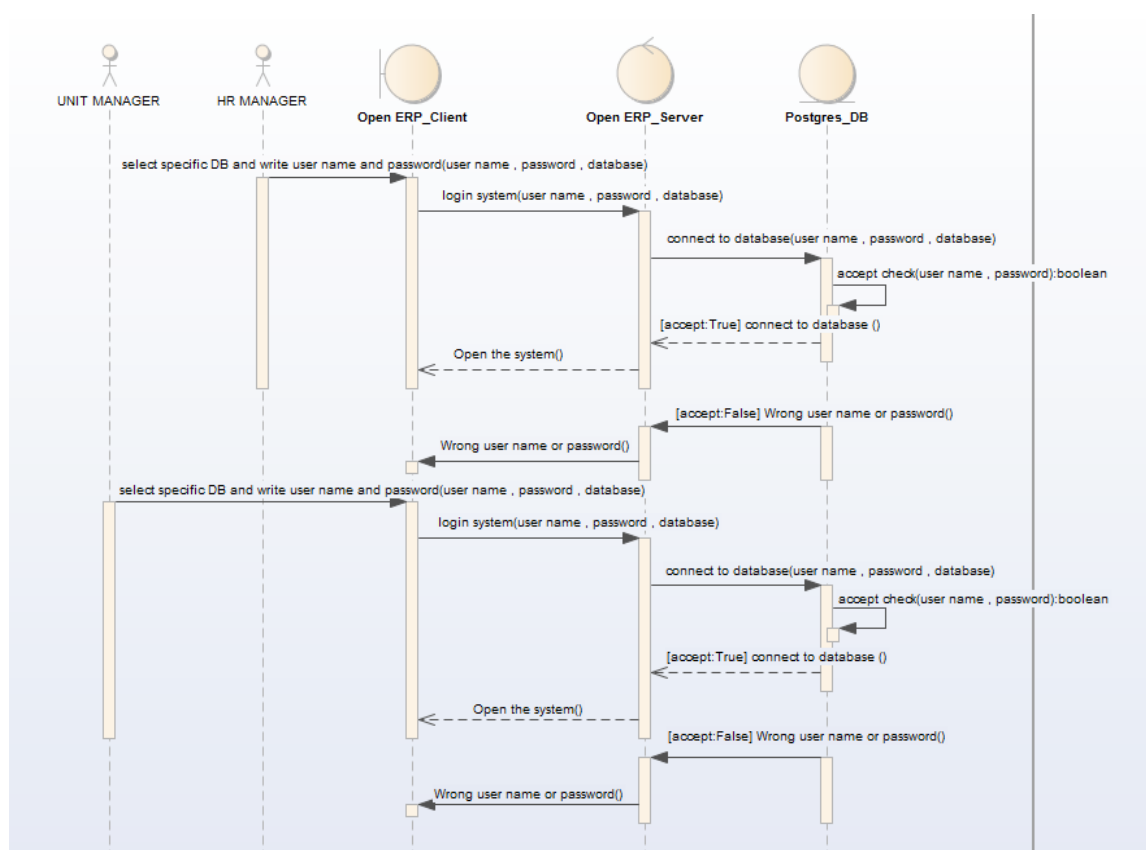 UNIT MANAGER
HR MANAGER
Open ERP_Client
Open ERP_Server
Postgres_DB
select specific DB and write user name and password(user name , password , database)
login system(user name , password , database)
connect to database(user name , password , database)
accept check(user name , password):boolean
[accept:True] connect to database ()
Open the system()
[accept:False] Wrong user name or password()
Wrong user name or password()
select specific DB and write user name and password(user name , password , database)
login system(user name , password , database)
connect to database(user name , password , database)
accept check(user name , password):boolean
[accept:True] connect to database ()
Open the system()
[accept:False] Wrong user name or password()
Wrong user name or password()